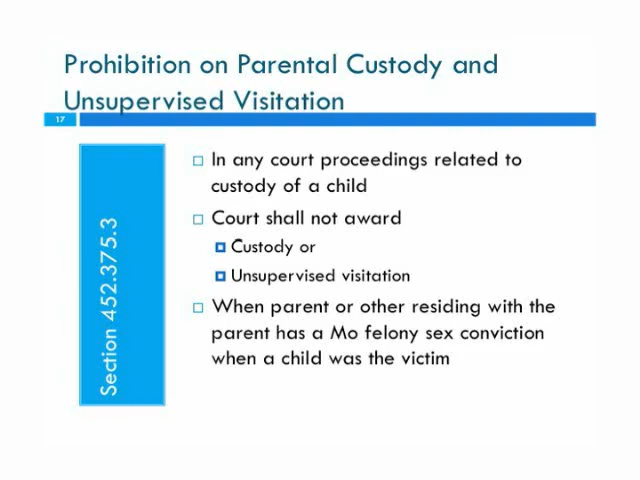 Prohibition on Parental Custody and
Unsupervised Visitation
17
Section 452.375.3
In any court proceedings related to
custody of a child
Court shall not award
Custody or
Unsupervised visitation
When parent or other residing with the
parent has a Mo felony sex conviction
when a child was the victim